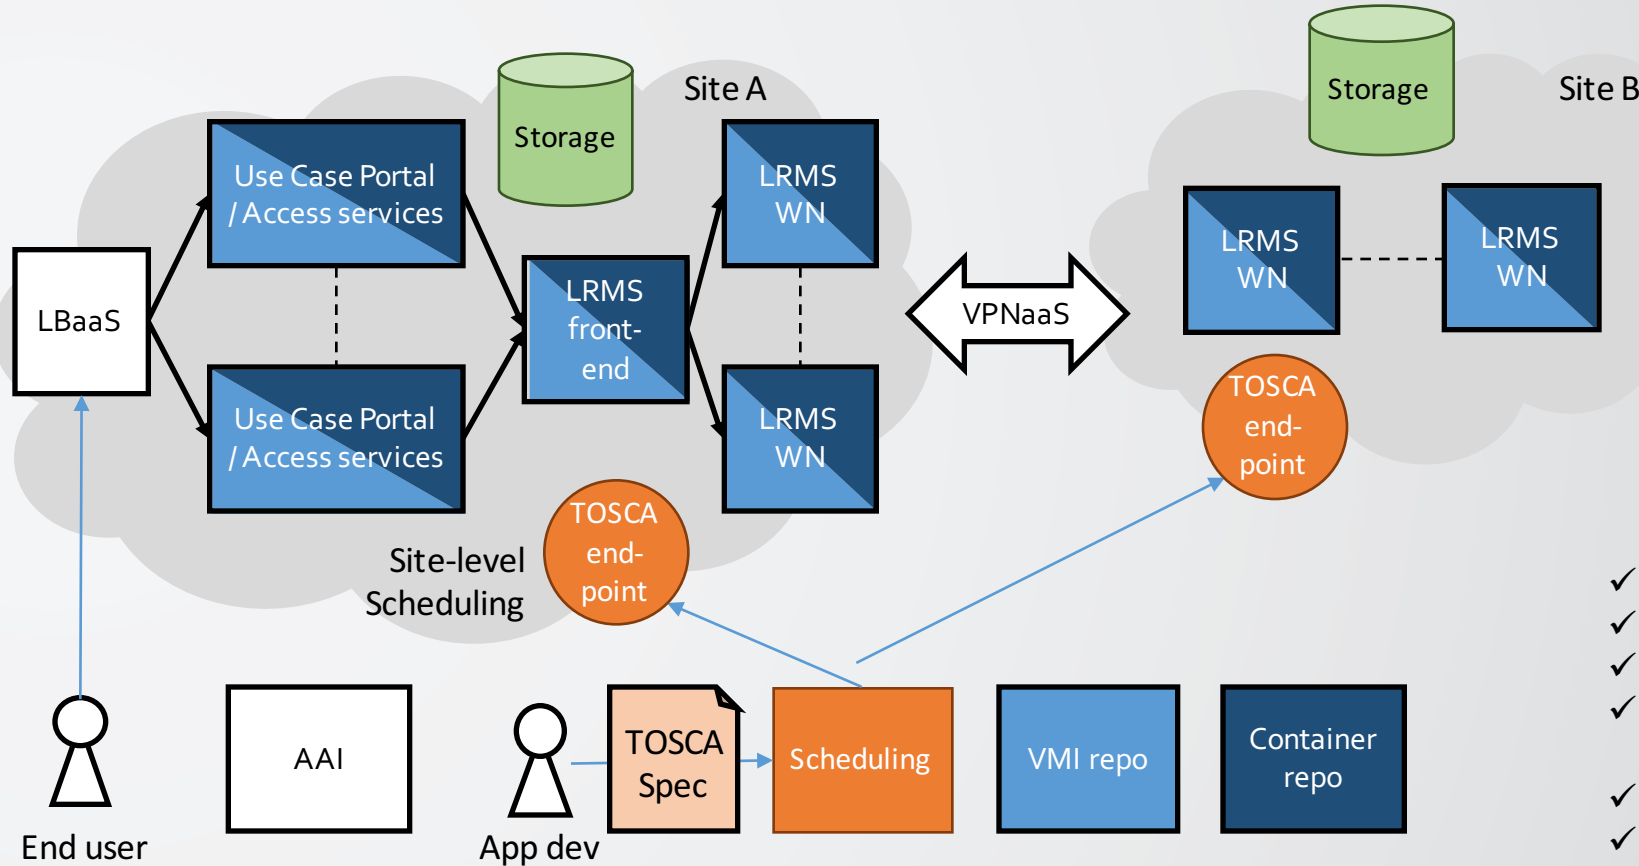 Site A
Storage
Use Case Portal
/ Access services
LRMS
WN
LBaaS
LRMS
front-
end
Use Case Portal
/ Access services
LRMS
WN
VPNaaS
Storage
Site B
LRMS
WN
LRMS
WN
TOSCA
end-
point
TOSCA
end-
point
Site-level
Scheduling
End user
AAI
App dev
TOSCA
Spec
Scheduling
VMI repo
Container
repo